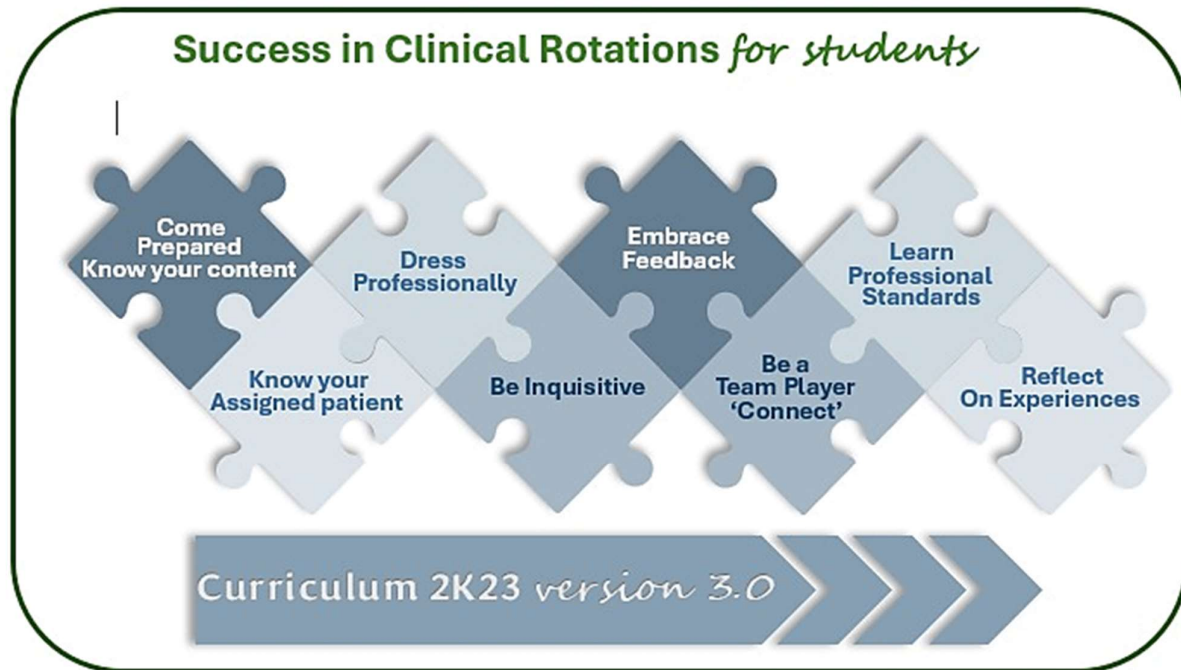 Success in Clinical Rotations for students
Come
Prepared
Know your content
Know your
Assigned patient
Dress
Professionally
Be Inquisitive
Embrace
Feedback
Be a
Team Player
‘Connect’
Learn
Professional
Standards
Reflect
On Experiences
Curriculum 2K23 version 3.0